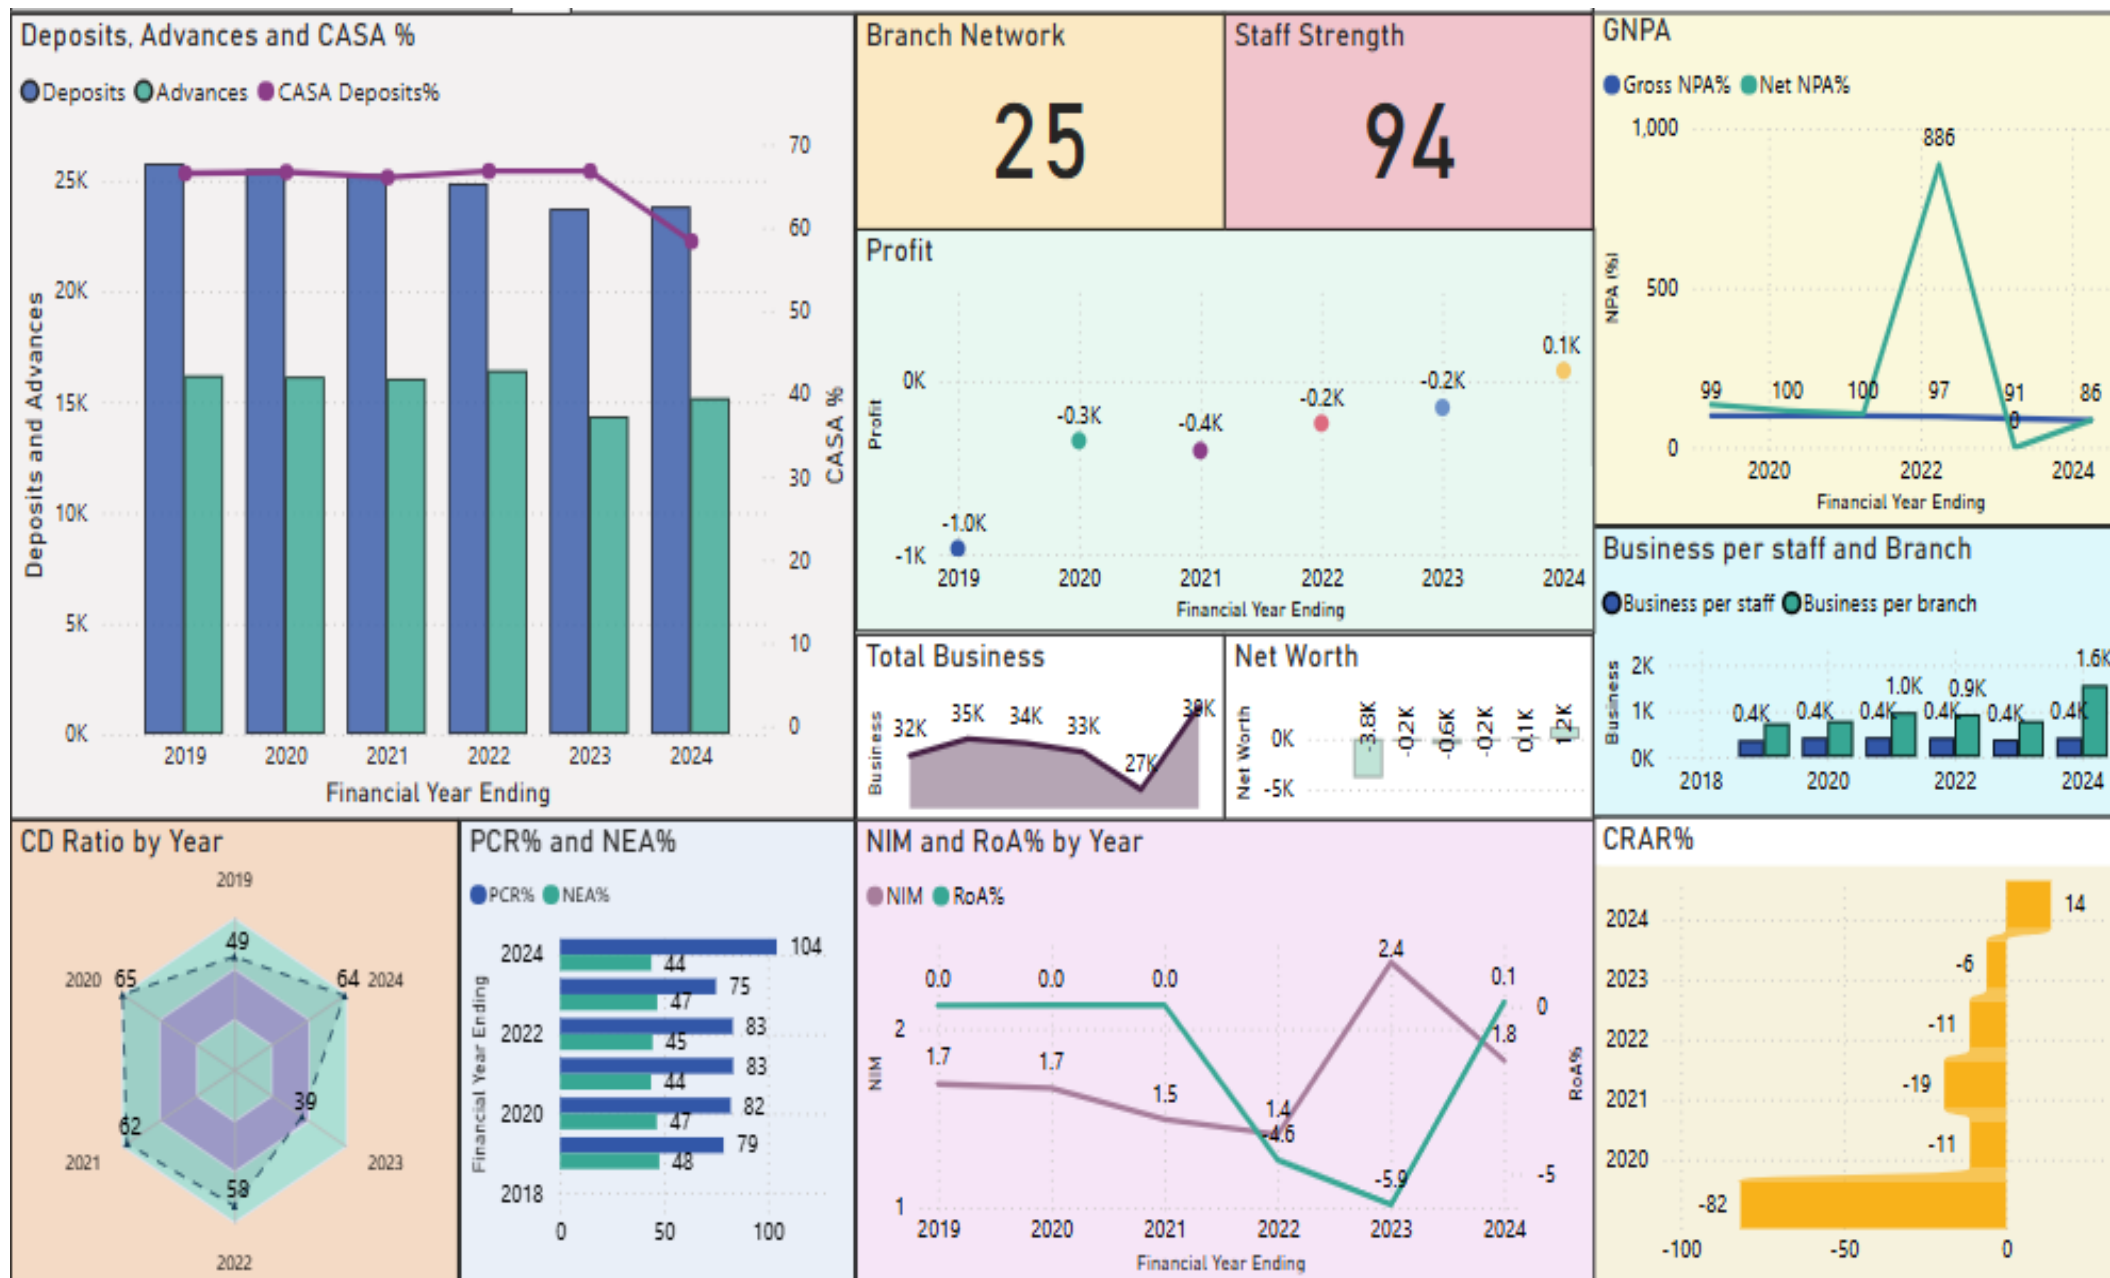 Deposits, Advances and CASA %
Deposits Advances CASA Deposits%
Deposits and Advances
25K
20K
15K
10K
5K
0K
70
60
50
40
30
20
10
0
CASA %
2019 2020 2021 2022 2023 2024
Financial Year Ending
Branch Network
25
Staff Strength
94
Profit
Profit
0K
-1K
-1.0K
-0.3K
-0.4K
-0.2K
-0.2K
0.1K
2019 2020 2021 2022 2023 2024
Financial Year Ending
GNPA
Gross NPA% Net NPA%
NPA (%)
1,000
500
0
886
99 100 100 97 91 86
0
2020 2022 2024
Financial Year Ending
Total Business
Business
32K 35K 34K 33K 27K 39K
Net Worth
Net Worth
0K
-5K
-3.8K -0.2K -0.6K -0.2K 0.1K 1.2K
Business per staff and Branch
Business per staff Business per branch
Business
2K
1K
0K
0.4K 0.4K 0.4K 1.0K 0.4K 0.9K 0.4K 0.4K 1.6K
2018 2020 2022 2024
CD Ratio by Year
2019
49
2020 65
64 2024
62
39
2021
2023
58
2022
PCR% and NEA%
PCR% NEA%
Financial Year Ending
2024 104
44
75
47
2022 83
45
83
44
2020 82
47
79
48
2018
0 50 100
NIM and RoA% by Year
NIM RoA%
NIM
2
1
0.0 0.0 0.0 -4.6 -5.9 0.1
1.7 1.7 1.5 1.4 2.4 1.8
0
-5
RoA%
2019 2020 2021 2022 2023 2024
Financial Year Ending
CRAR%
2024 14
2023 -6
2022 -11
2021 -19
2020 -11
-82
-100 -50 0